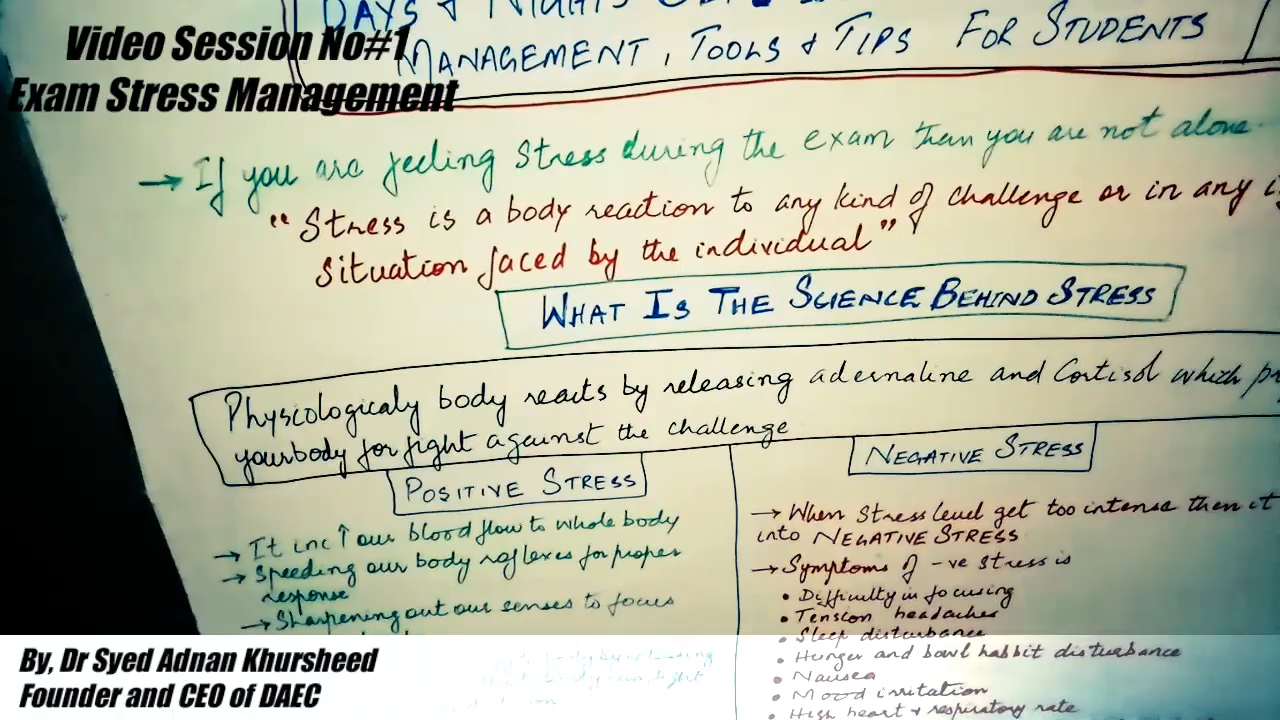 DAYS & NIGHTS
MANAGEMENT, TOOLS & TIPS FOR STUDENTS
Video Session No#1
Exam Stress Management
→ If you are feeling stress during the exam than you are not alone.
"Stress is a body reaction to any kind of challenge or in any
situation faced by the individual"
WHAT IS THE SCIENCE BEHIND STRESS
Physicologicaly body reacts by releasing adernaline and Cortisol which
yourbody for fight against the challenge
POSITIVE STRESS
→ It inc ↑ our blood flow to whole body
→ Speeding our body reflexes for proper
response
→ Sharpening out our senses to focus
NEGATIVE STRESS
→ When stress level get too intense then it
into NEGATIVE STRESS
→ Symptoms of -ve stress is
• Difficulty in focusing
• Tension headaches
• Sleep disturbance
• Hunger and bowl habbit disturbance
• Nausea
• Mood irritation
• High heart & respiratory rate
By, Dr Syed Adnan Khursheed
Founder and CEO of DAEC